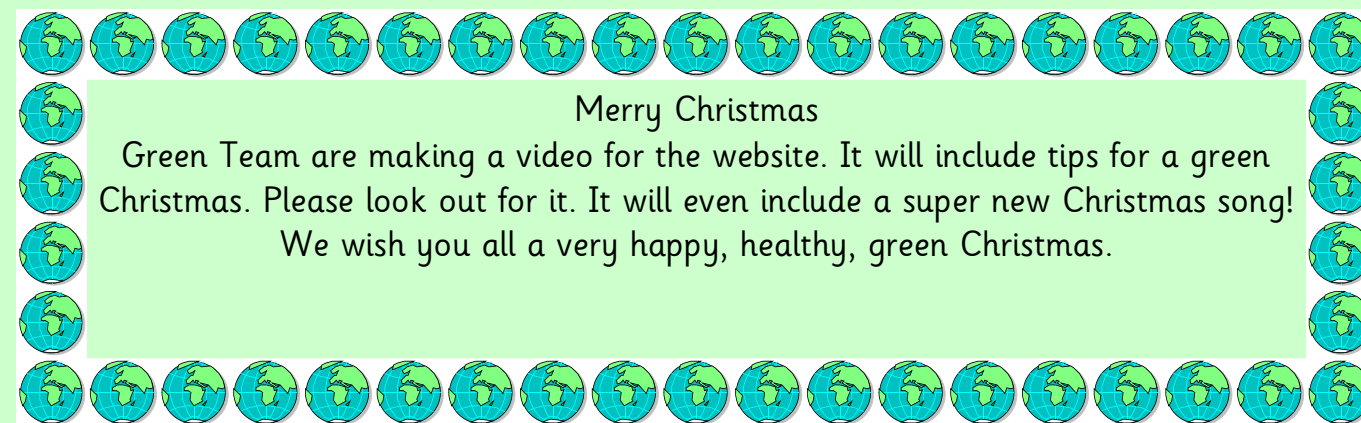 Merry Christmas
Green Team are making a video for the website. It will include tips for a green
Christmas. Please look out for it. It will even include a super new Christmas song!
We wish you all a very happy, healthy, green Christmas.